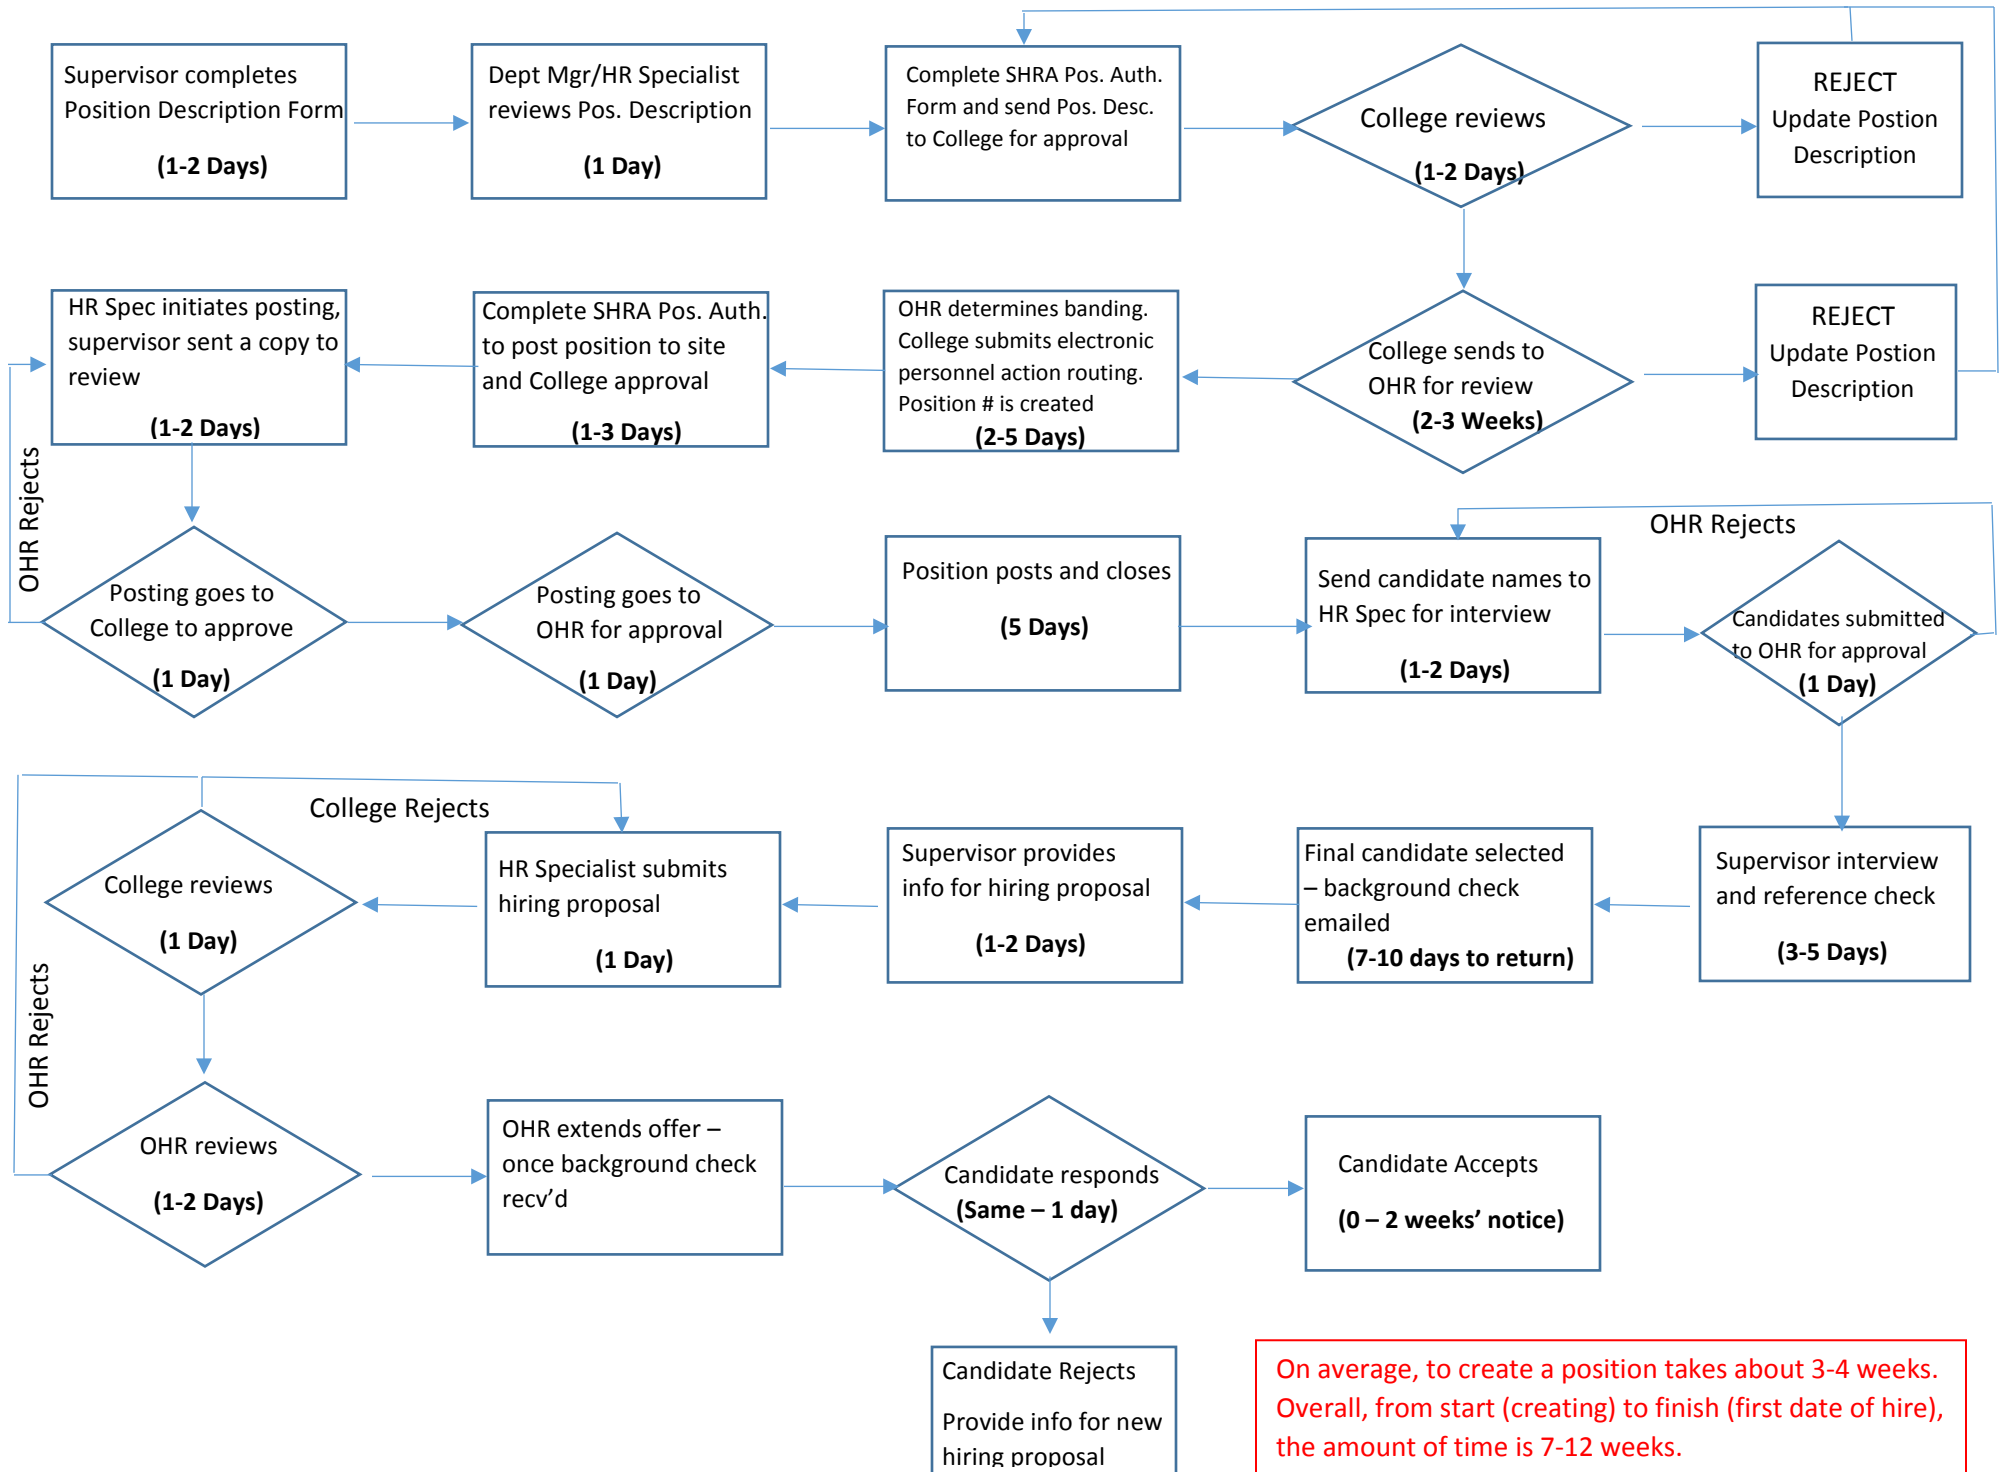 Supervisor completes
Position Description Form
(1-2 Days)
Dept Mgr/HR Specialist
reviews Pos. Description
(1 Day)
Complete SHRA Pos. Auth.
Form and send Pos. Desc.
to College for approval
College reviews
(1-2 Days)
REJECT
Update Postion
Description
HR Spec initiates posting,
supervisor sent a copy to
review
(1-2 Days)
Complete SHRA Pos. Auth.
to post position to site
and College approval
(1-3 Days)
OHR determines banding.
College submits electronic
personnel action routing.
Position # is created
(2-5 Days)
College sends to
OHR for review
(2-3 Weeks)
REJECT
Update Postion
Description
OHR Rejects
Posting goes to
College to approve
(1 Day)
Posting goes to
OHR for approval
(1 Day)
Position posts and closes
(5 Days)
Send candidate names to
HR Spec for interview
(1-2 Days)
OHR Rejects
Candidates submitted
to OHR for approval
(1 Day)
College Rejects
College reviews
(1 Day)
HR Specialist submits
hiring proposal
(1 Day)
Supervisor provides
info for hiring proposal
(1-2 Days)
Final candidate selected
– background check
emailed
(7-10 days to return)
Supervisor interview
and reference check
(3-5 Days)
OHR Rejects
OHR reviews
(1-2 Days)
OHR extends offer –
once background check
recv’d
Candidate responds
(Same – 1 day)
Candidate Accepts
(0 – 2 weeks’ notice)
Candidate Rejects
Provide info for new
hiring proposal
On average, to create a position takes about 3-4 weeks.
Overall, from start (creating) to finish (first date of hire),
the amount of time is 7-12 weeks.